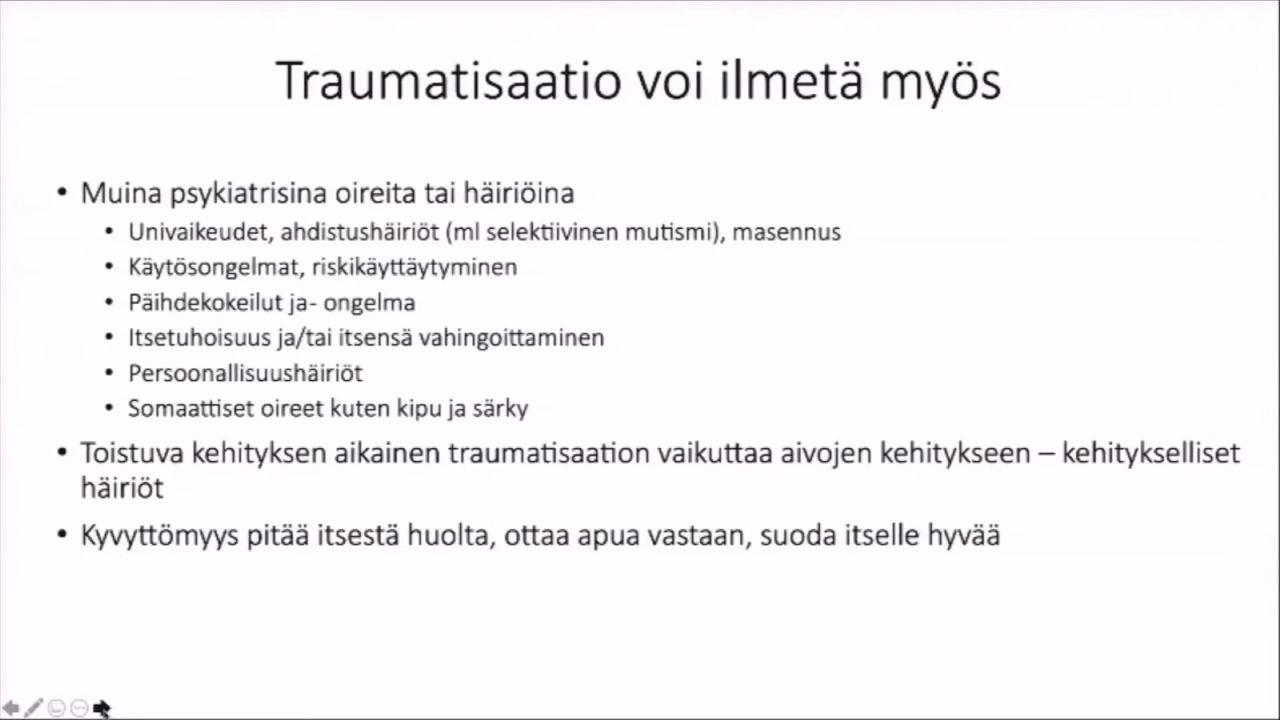 Traumatisaatio voi ilmetä myös
• Muina psykiatrisina oireita tai häiriöina
• Univaikeudet, ahdistushäiriöt (ml selektiivinen mutismi), masennus
• Käytösongelmat, riskikäyttäytyminen
• Päihdekokeilut ja- ongelma
• Itsetuhoisuus ja/tai itsensä vahingoittaminen
• Persoonallisuushäiriöt
• Somaattiset oireet kuten kipu ja särky
• Toistuva kehityksen aikainen traumatisaation vaikuttaa aivojen kehitykseen – kehitykselliset
häiriöt
• Kyvyttömyys pitää itsestä huolta, ottaa apua vastaan, suoda itselle hyvää